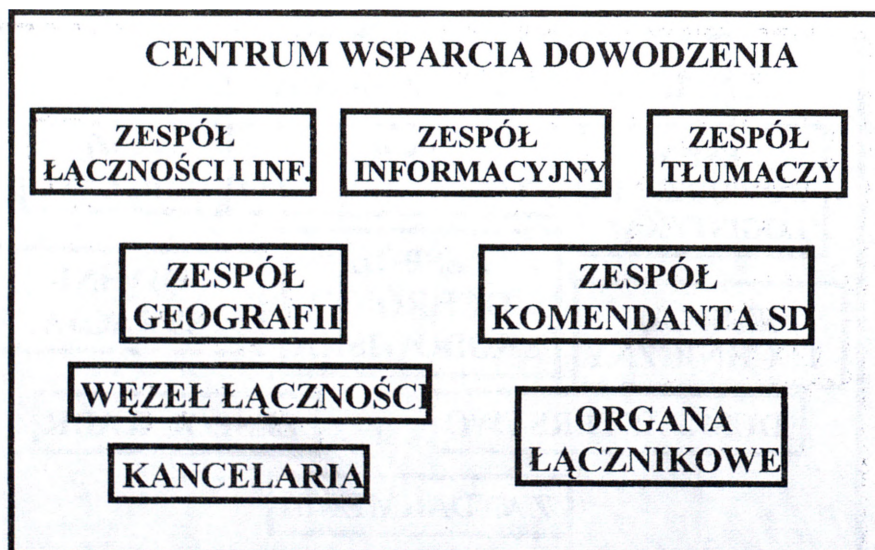 CENTRUM WSPARCIA DOWODZENIA
ZESPÓŁ
ŁĄCZNOŚCI I INF.
ZESPÓŁ
INFORMACYJNY
ZESPÓŁ
TŁUMACZY
ZESPÓŁ
GEOGRAFII
ZESPÓŁ
KOMENDANTA SD
WĘZEŁ ŁĄCZNOŚCI
ORGANA
ŁĄCZNIKOWE
KANCELARIA